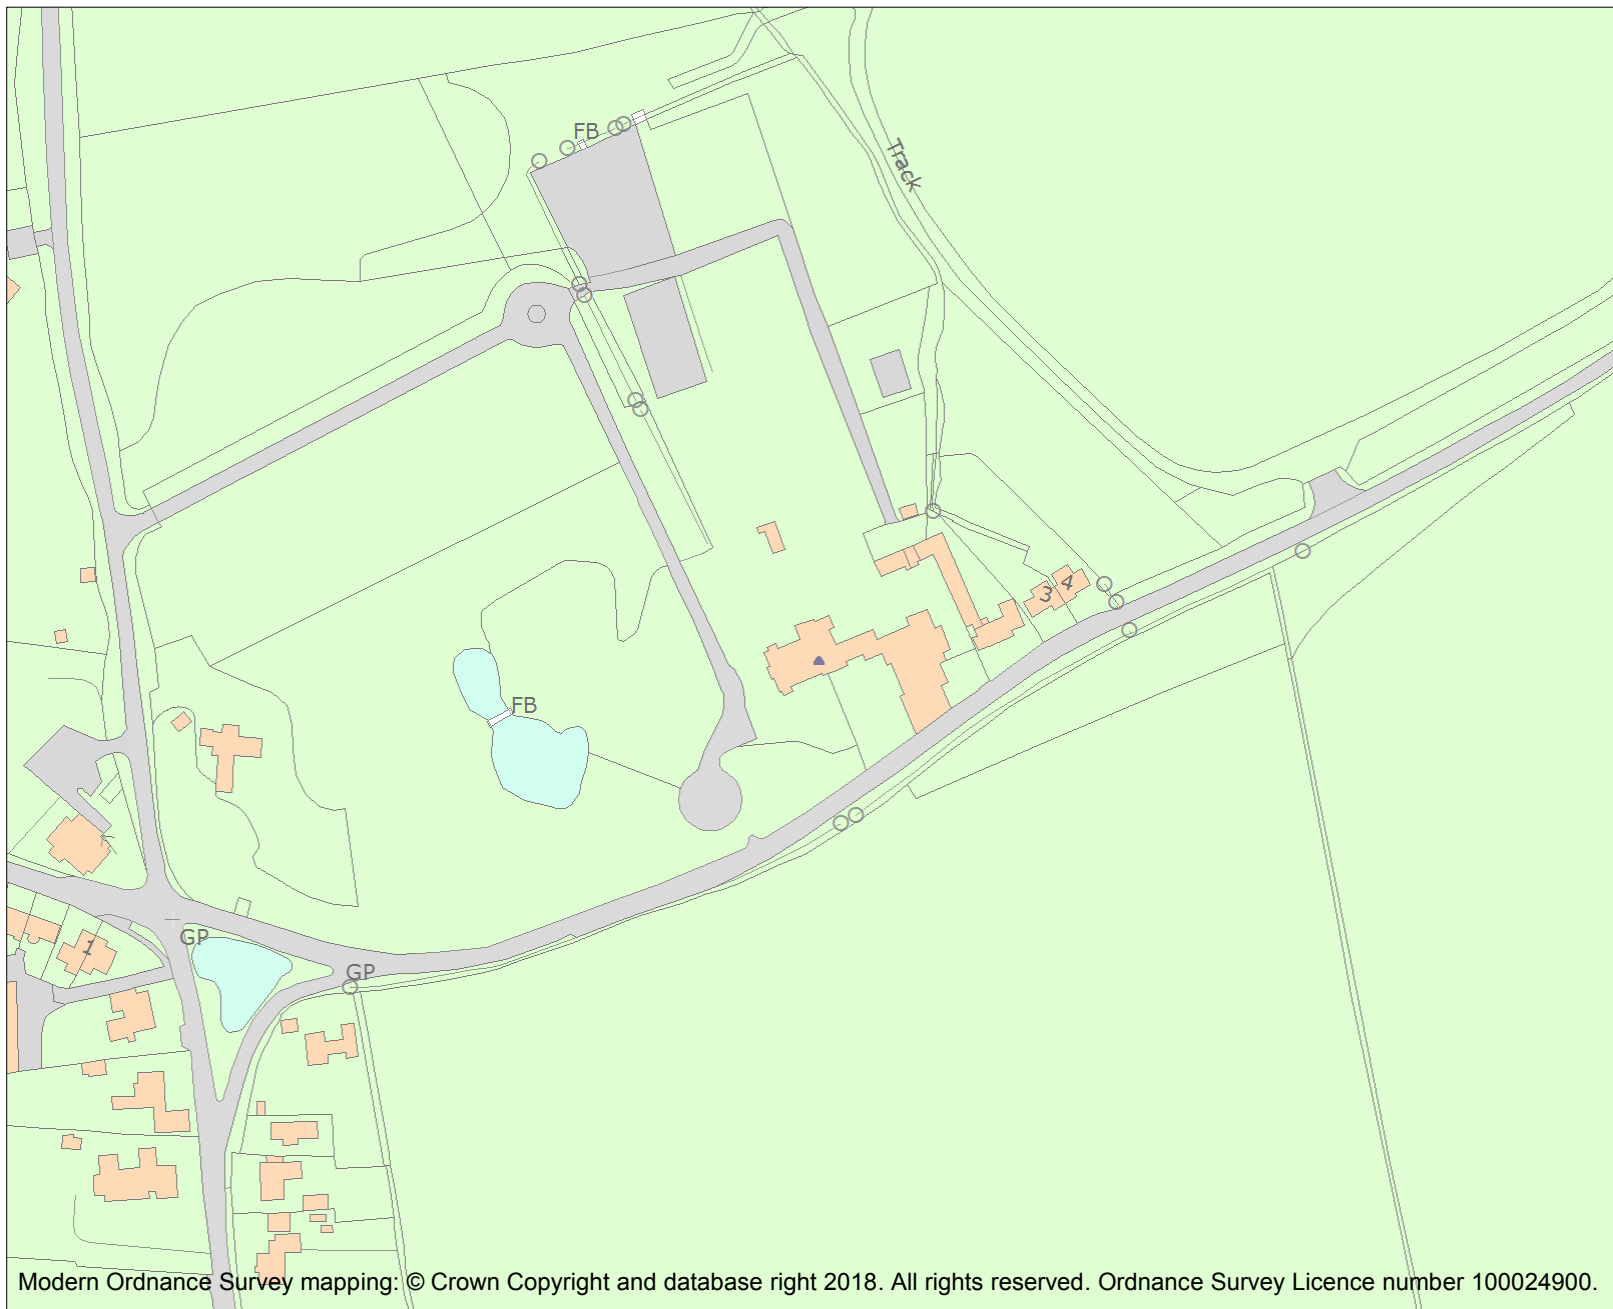 FB
Track
3
4
FB
GP
1
GP
Modern Ordnance Survey mapping: © Crown Copyright and database right 2018. All rights reserved. Ordnance Survey Licence number 100024900.